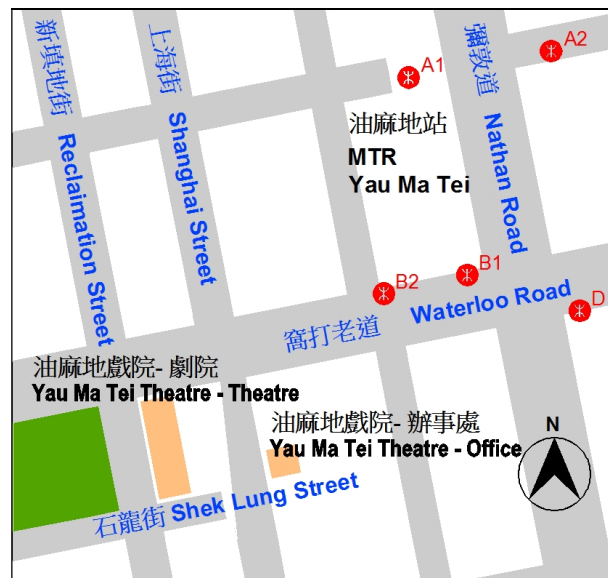 新填地街 Reclaimation Street
上海街 Shanghai Street
彌敦道 Nathan Road
A2
A1
油麻地站
MTR
Yau Ma Tei
B1
B2
D
窩打老道 Waterloo Road
油麻地戲院- 劇院
Yau Ma Tei Theatre - Theatre
油麻地戲院- 辦事處
Yau Ma Tei Theatre - Office
N
石龍街 Shek Lung Street